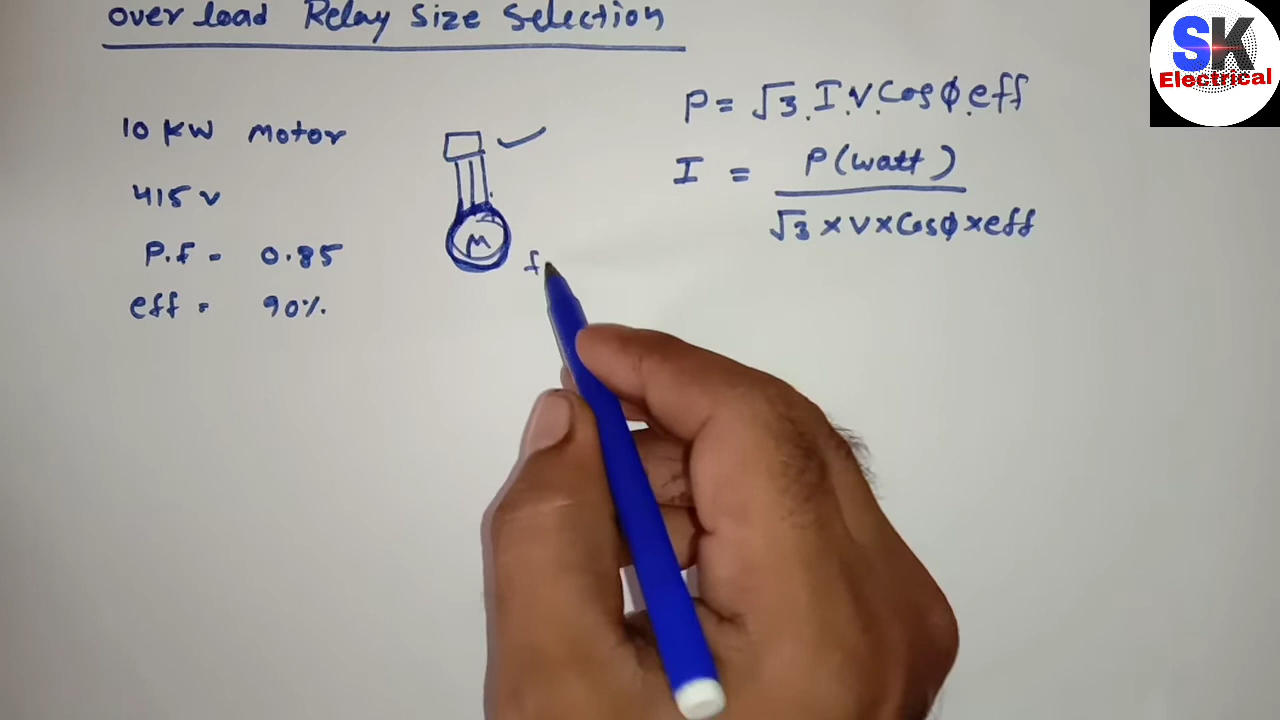 over load Relay Size Selection
10 KW Motor
415 v
P.f = 0.85
eff = 90%
M
f
P = √3 . I . V . Cos φ . eff
I = P (watt) / √3 × V × Cosφ × eff
SK
Electrical